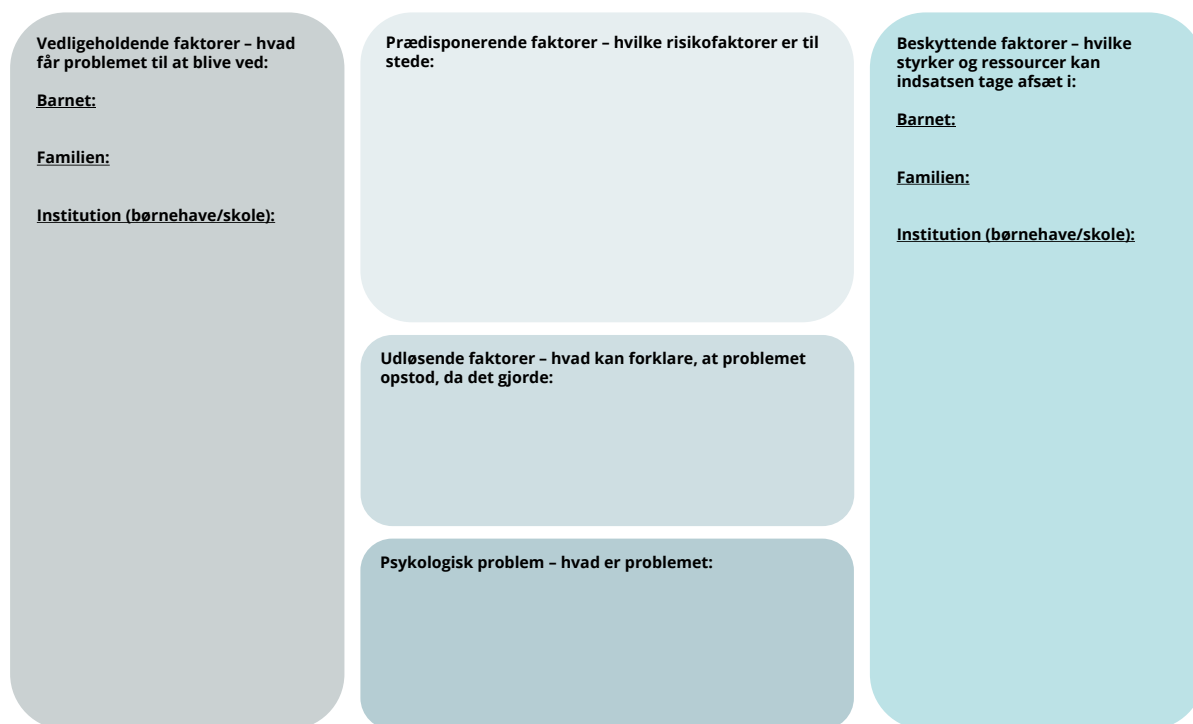 Vedligeholdende faktorer – hvad
får problemet til at blive ved:
Barnet:
Familien:
Institution (børnehave/skole):
Prædisponerende faktorer – hvilke risikofaktorer er til
stede:
Udløsende faktorer – hvad kan forklare, at problemet
opstod, da det gjorde:
Psykologisk problem – hvad er problemet:
Beskyttende faktorer – hvilke
styrker og ressourcer kan
indsatsen tage afsæt i:
Barnet:
Familien:
Institution (børnehave/skole):